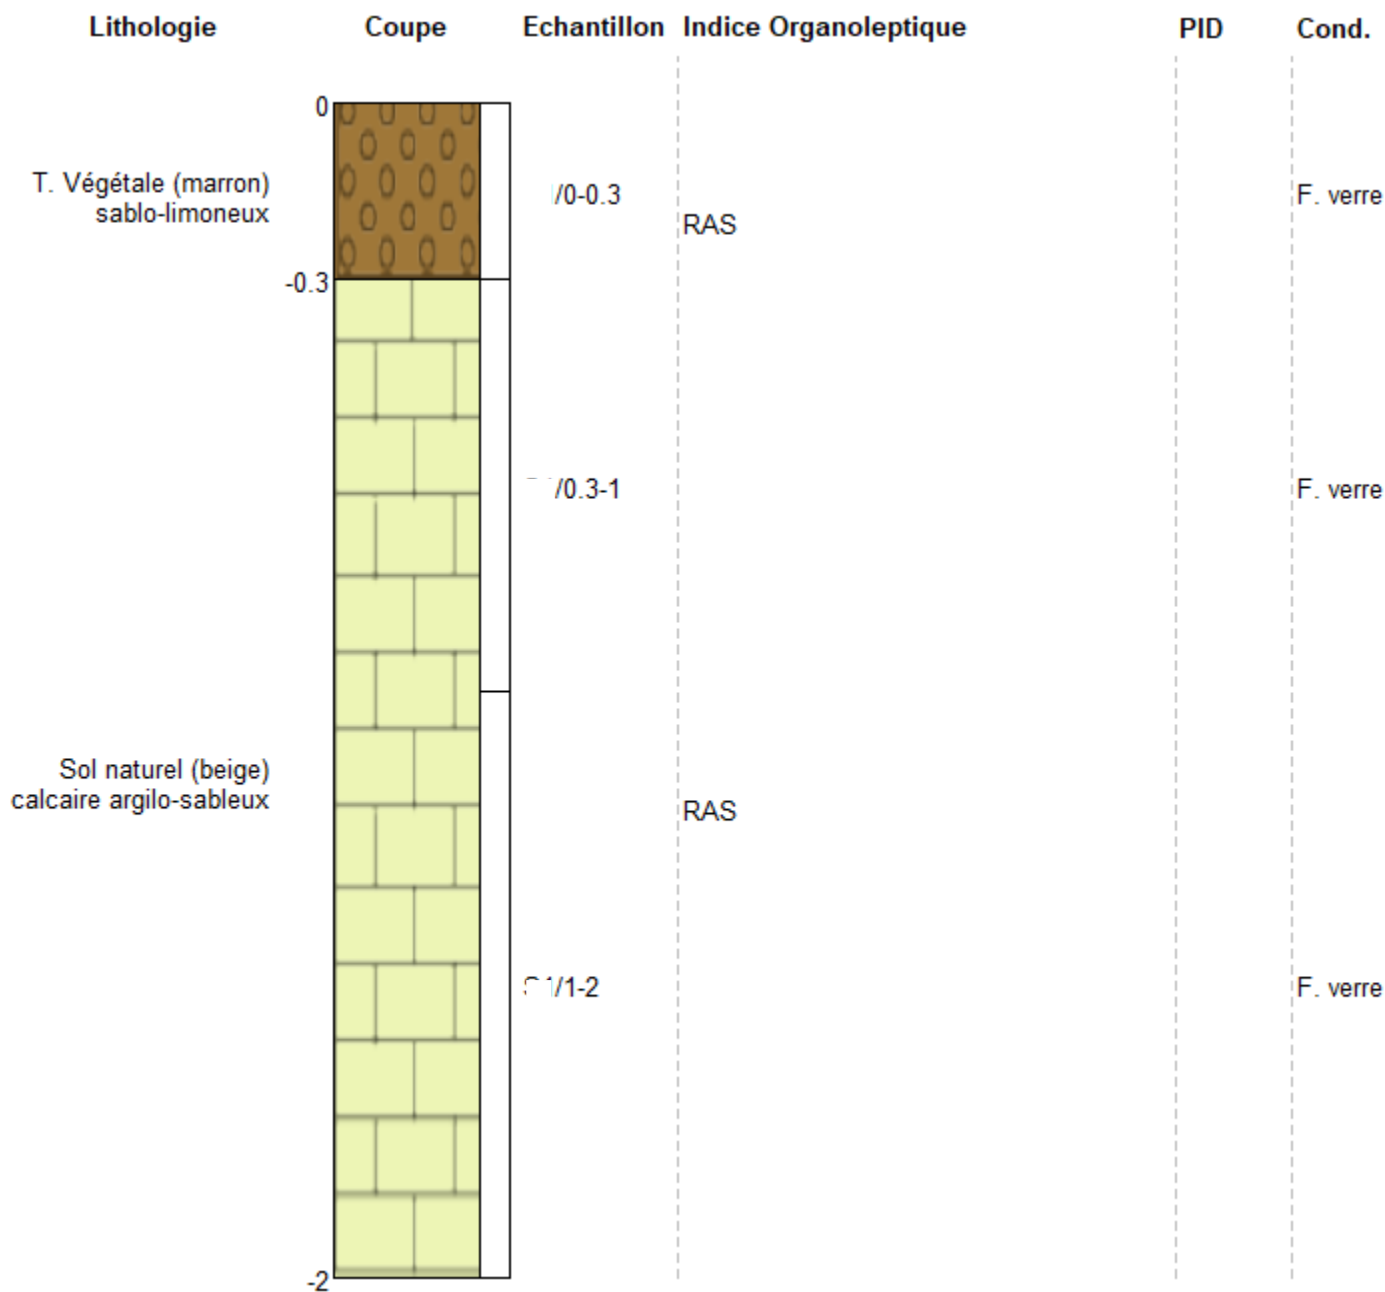 Lithologie Coupe Echantillon Indice Organoleptique PID Cond.
0
T. Végétale (marron)
sablo-limoneux
/0-0.3
RAS
F. verre
-0.3
/0.3-1
F. verre
Sol naturel (beige)
calcaire argilo-sableux
RAS
/1-2
F. verre
-2